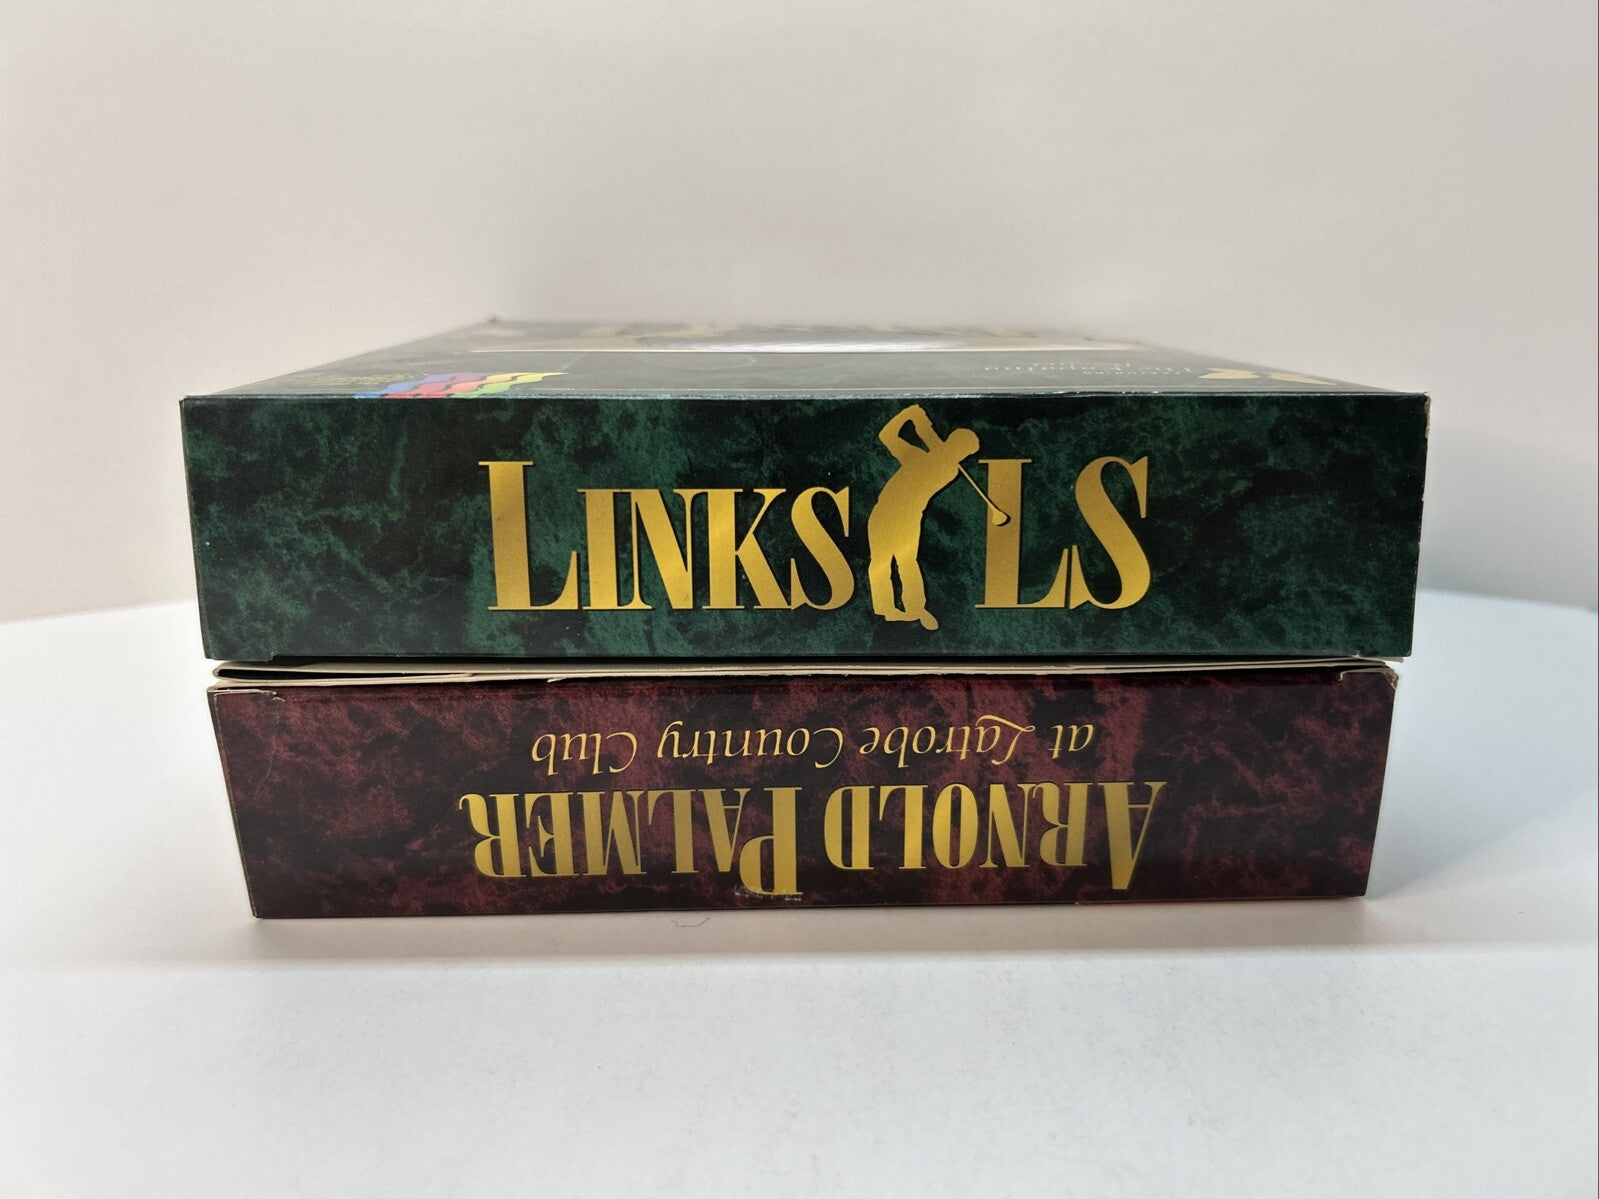 LINKS LS
ARNOLD PALMER
at Latrobe Country Club